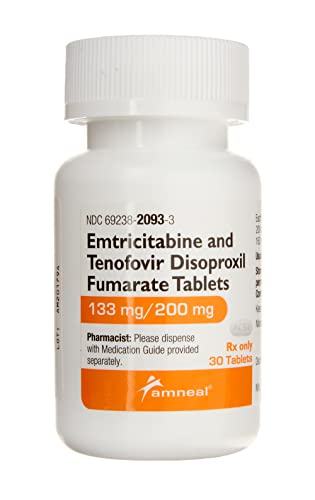 NDC 69238-2093-3
Emtricitabine and
Tenofovir Disoproxil
Fumarate Tablets
133 mg/200 mg
Pharmacist: Please dispense
with Medication Guide provided
separately.
Rx only
30 Tablets
amneal®